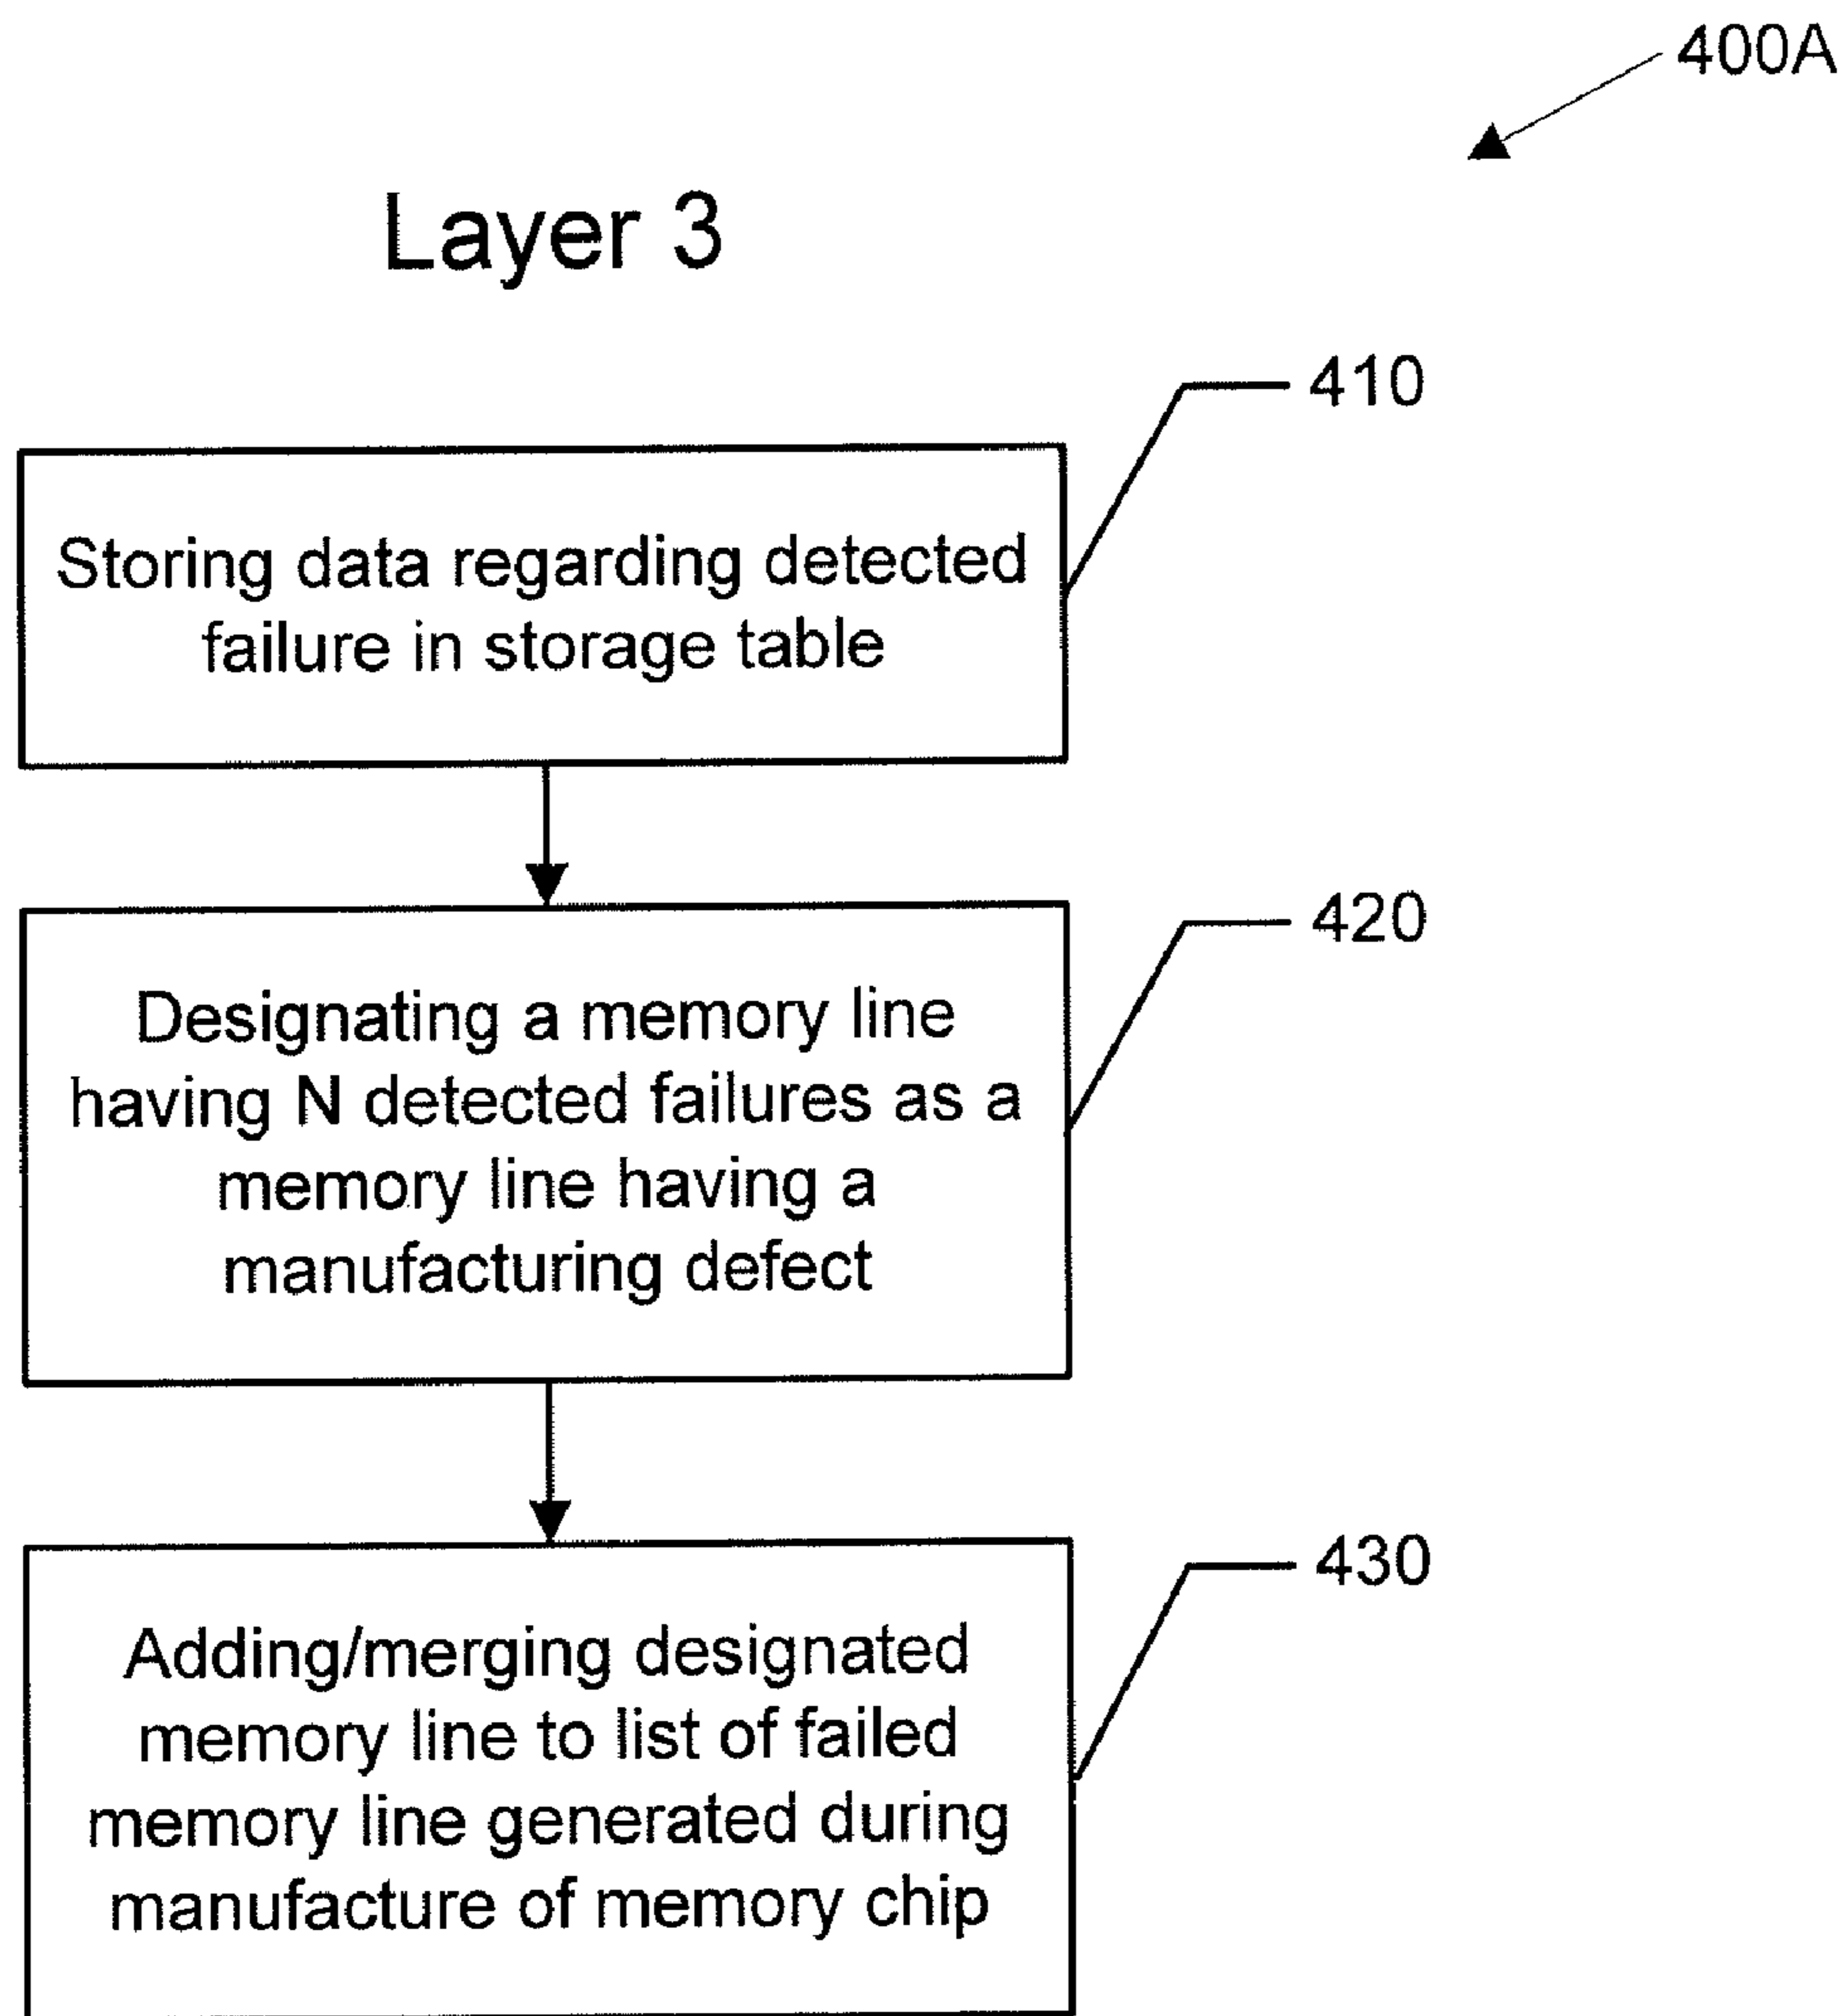 400A
Layer 3
410
Storing data regarding detected
failure in storage table
420
Designating a memory line
having N detected failures as a
memory line having a
manufacturing defect
430
Adding/merging designated
memory line to list of failed
memory line generated during
manufacture of memory chip